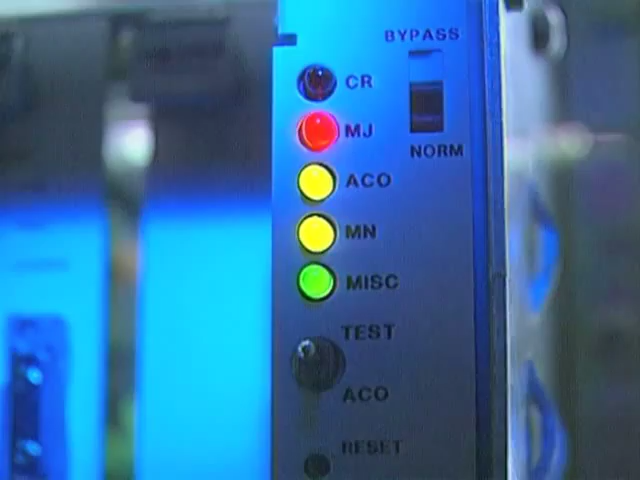 BYPASS
CR
MJ
NORM
ACO
MN
MISC
TEST
ACO
RESET